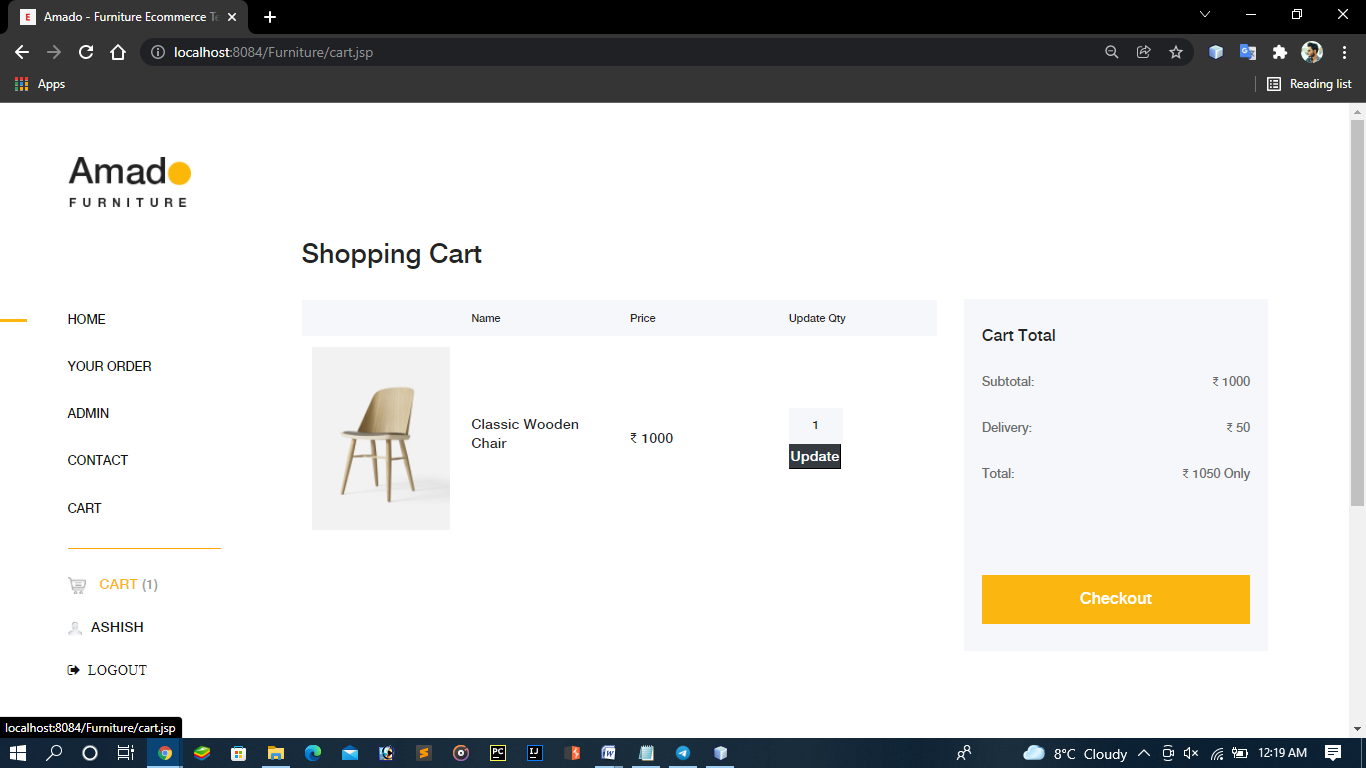 Amado - Furniture Ecommerce Te
localhost:8084/Furniture/cart.jsp
Apps
Reading list
Amado
FURNITURE
Shopping Cart
HOME
YOUR ORDER
ADMIN
CONTACT
CART
CART (1)
ASHISH
LOGOUT
Name Price Update Qty
Classic Wooden
Chair
₹ 1000
1
Update
Cart Total
Subtotal: ₹ 1000
Delivery: ₹ 50
Total: ₹ 1050 Only
Checkout
localhost:8084/Furniture/cart.jsp
8°C Cloudy
12:19 AM